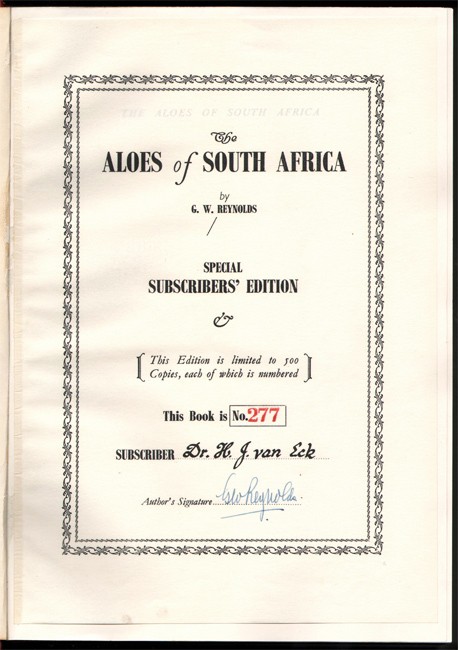 THE ALOES OF SOUTH AFRICA
The
ALOES of SOUTH AFRICA
by
G. W. REYNOLDS
SPECIAL
SUBSCRIBERS' EDITION
&
[ This Edition is limited to 500
Copies, each of which is numbered ]
This Book is No. 277
SUBSCRIBER Dr. H. J. van Eck
Author's Signature GW Reynolds.